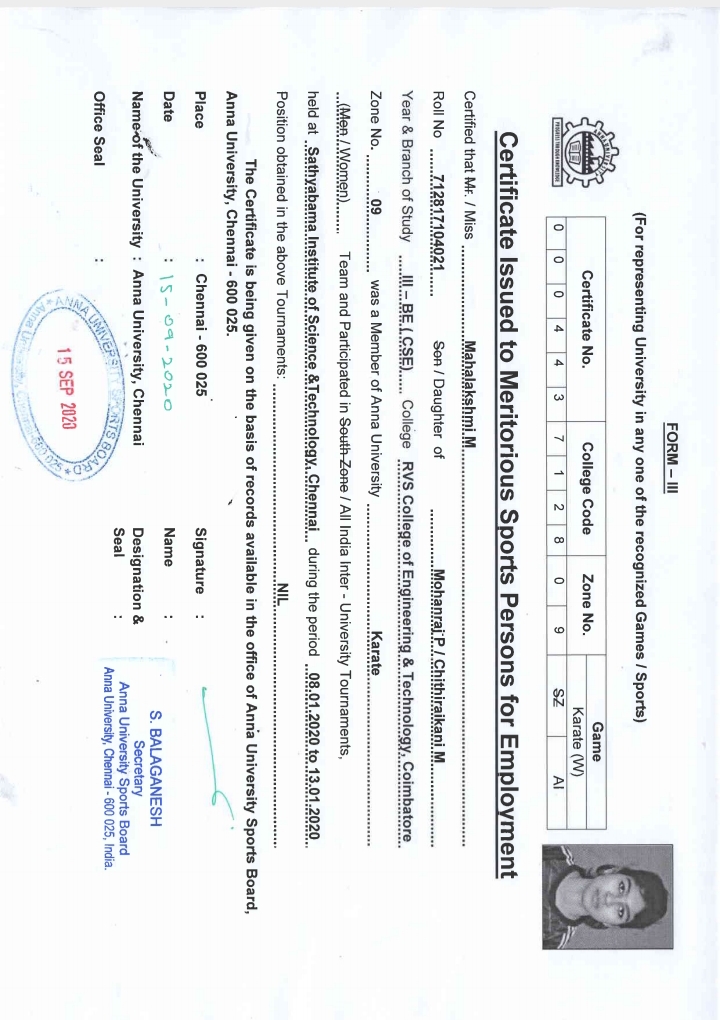 FORM – III
(For representing University in any one of the recognized Games / Sports)
ANNA UNIVERSITY
PROGRESS THROUGH KNOWLEDGE
Certificate No. College Code Zone No. Game
Karate (W)
0 0 0 4 4 3 7 1 2 8 0 9 SZ AI
Certificate Issued to Meritorious Sports Persons for Employment
Certified that Mr. / Miss Mahalakshmi M
Roll No 712817104021 Son / Daughter of Mohanraj P / Chithiraikani M
Year & Branch of Study III – BE ( CSE) College RVS College of Engineering & Technology, Coimbatore
Zone No. 09 was a Member of Anna University Karate
(Men / Women) Team and Participated in South Zone / All India Inter - University Tournaments,
held at Sathyabama Institute of Science &Technology, Chennai during the period 08.01.2020 to 13.01.2020
Position obtained in the above Tournaments: NIL
The Certificate is being given on the basis of records available in the office of Anna University Sports Board,
Anna University, Chennai - 600 025.
Place : Chennai - 600 025 Signature :
Date : 15-09-2020 Name :
S. BALAGANESH
Name of the University : Anna University, Chennai Designation & Secretary
Seal : Anna University Sports Board
Anna University, Chennai - 600 025, India.
Office Seal :
ANNA UNIVERSITY SPORTS BOARD
15 SEP 2020
Anna University, Chennai-600 025